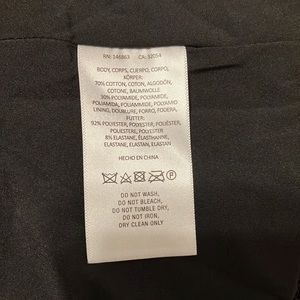 RN: 146863 CA: 32054
BODY, CORPS, CUERPO, CORPO,
KÖRPER:
70% COTTON, COTON, ALGODÓN,
COTONE, BAUMWOLLE
30% POLYAMIDE, POLYAMIDE,
POLIAMIDA, POLIAMMIDE, POLYAMID
LINING, DOUBLURE, FORRO, FODERA,
FUTTER:
92% POLYESTER, POLYESTER, POLIÉSTER,
POLIESTERE, POLYESTER
8% ELASTANE, ÉLASTHANNE,
ELASTANO, ELASTAN, ELASTAN
HECHO EN CHINA
P
DO NOT WASH,
DO NOT BLEACH,
DO NOT TUMBLE DRY,
DO NOT IRON,
DRY CLEAN ONLY